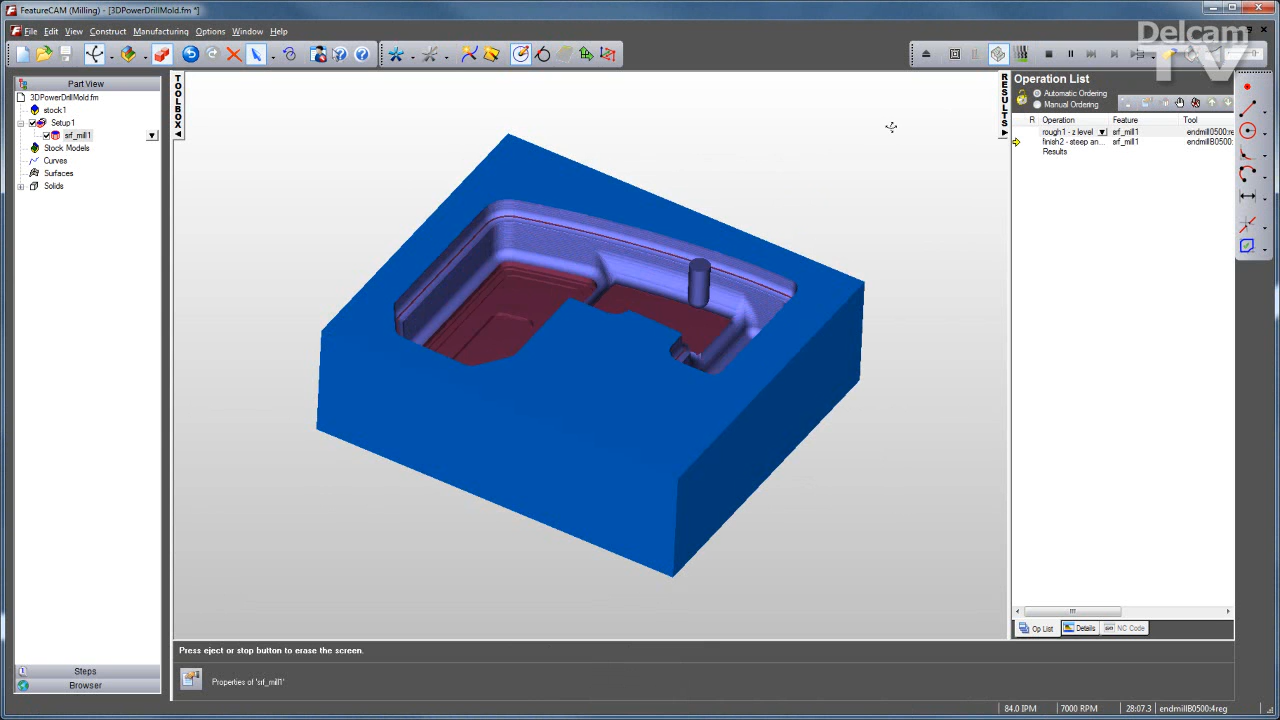 FeatureCAM (Milling) - [3DPowerDrillMold.fm *]
File Edit View Construct Manufacturing Options Window Help
Delcam
TV
Part View
3DPowerDrillMold.fm
stock1
Setup1
srf_mill1
Stock Models
Curves
Surfaces
Solids
Steps
Browser
TOOLBOX
RESULTS
Operation List
Automatic Ordering
Manual Ordering
R Operation Feature Tool
rough1 - z level srf_mill1 endmill0500:re
finish2 - steep an... srf_mill1 endmillB0500:
Results
Op List Details NC Code
Press eject or stop button to erase the screen.
Properties of 'srf_mill1'
84.0 IPM 7000 RPM 28:07.3 endmillB0500:4reg